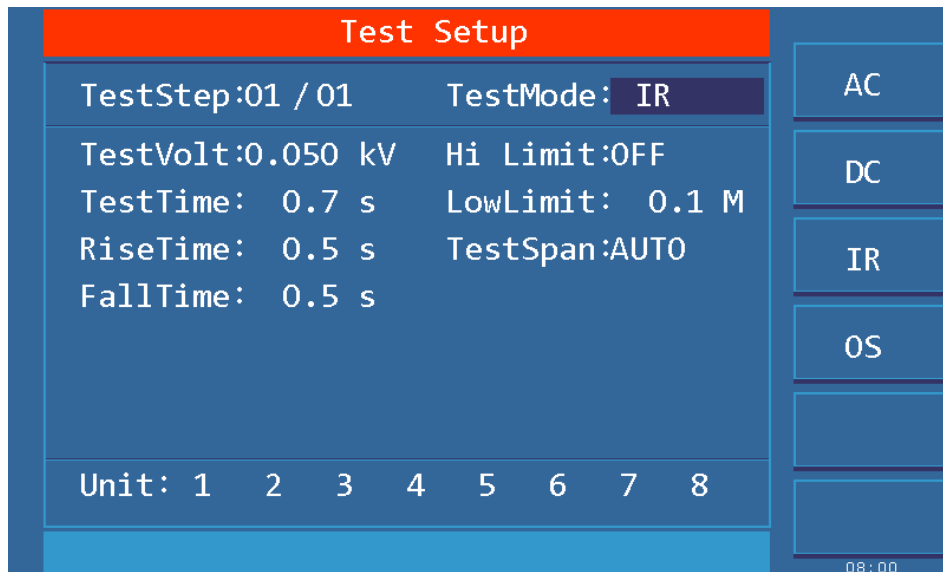 Test Setup
TestStep:01 / 01 TestMode: IR
TestVolt:0.050 kV Hi Limit:OFF
TestTime: 0.7 s LowLimit: 0.1 M
RiseTime: 0.5 s TestSpan:AUTO
FallTime: 0.5 s
Unit: 1 2 3 4 5 6 7 8
AC
DC
IR
OS
08:00